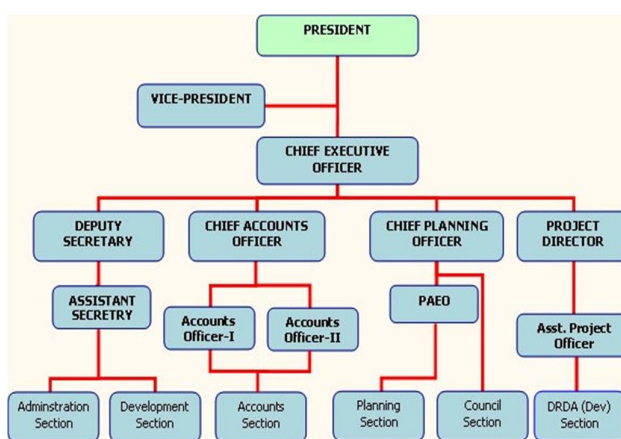 PRESIDENT
VICE-PRESIDENT
CHIEF EXECUTIVE
OFFICER
DEPUTY
SECRETARY
CHIEF ACCOUNTS
OFFICER
CHIEF PLANNING
OFFICER
PROJECT
DIRECTOR
ASSISTANT
SECRETRY
Accounts
Officer-I
Accounts
Officer-II
PAEO
Asst. Project
Officer
Adminstration
Section
Development
Section
Accounts
Section
Planning
Section
Council
Section
DRDA (Dev)
Section